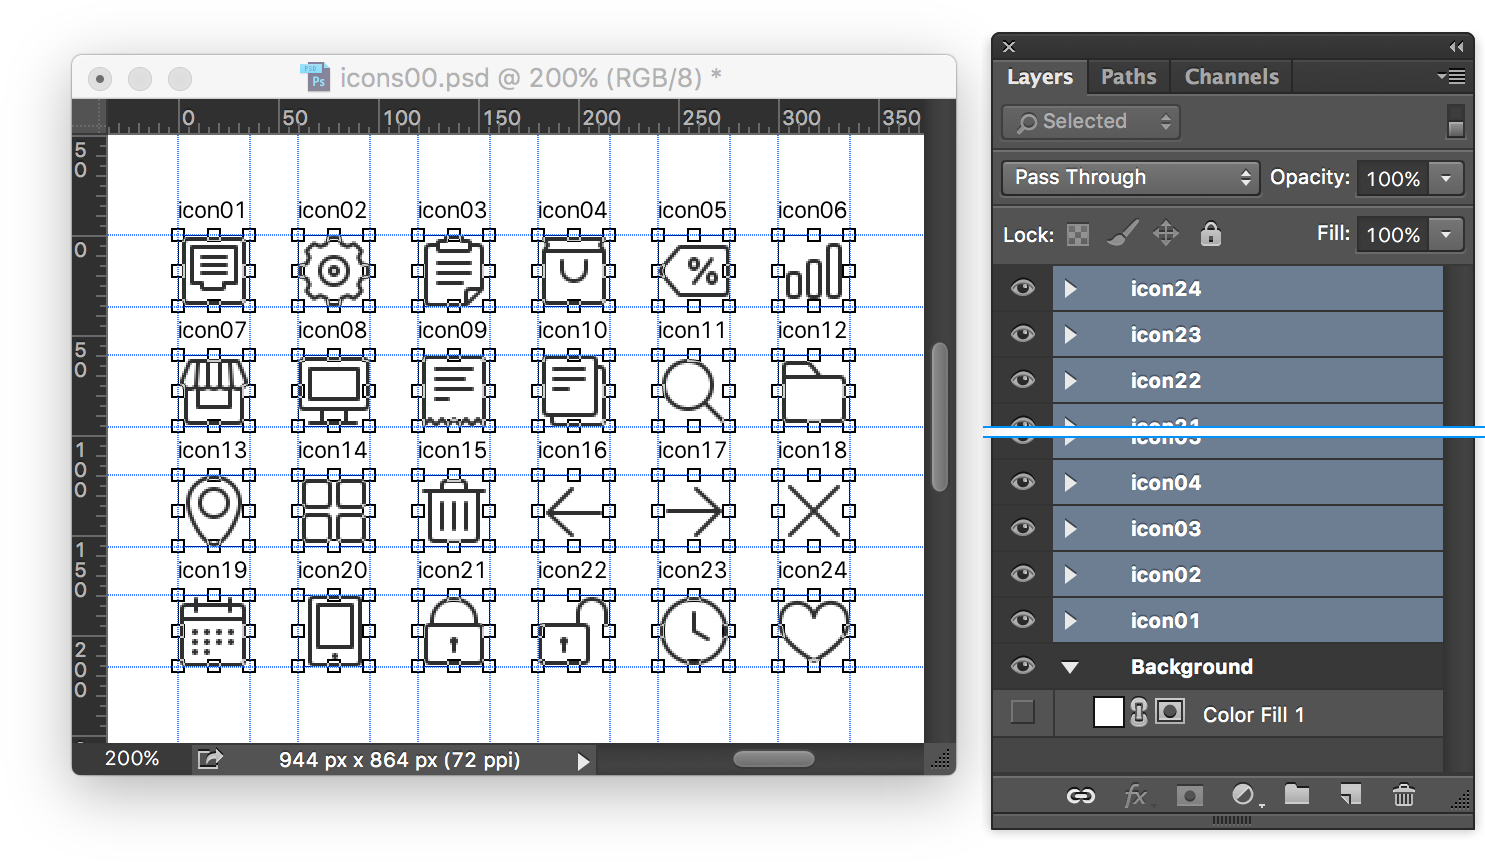 PSD
Ps
icons00.psd @ 200% (RGB/8) *
0 50 100 150 200 250 300 350
50
0
50
100
150
200
icon01 icon02 icon03 icon04 icon05 icon06
%
icon07 icon08 icon09 icon10 icon11 icon12
icon13 icon14 icon15 icon16 icon17 icon18
icon19 icon20 icon21 icon22 icon23 icon24
200% 944 px x 864 px (72 ppi)
Layers Paths Channels
Selected
Pass Through Opacity: 100%
Lock: Fill: 100%
icon24
icon23
icon22
icon21
icon05
icon04
icon03
icon02
icon01
Background
Color Fill 1
fx